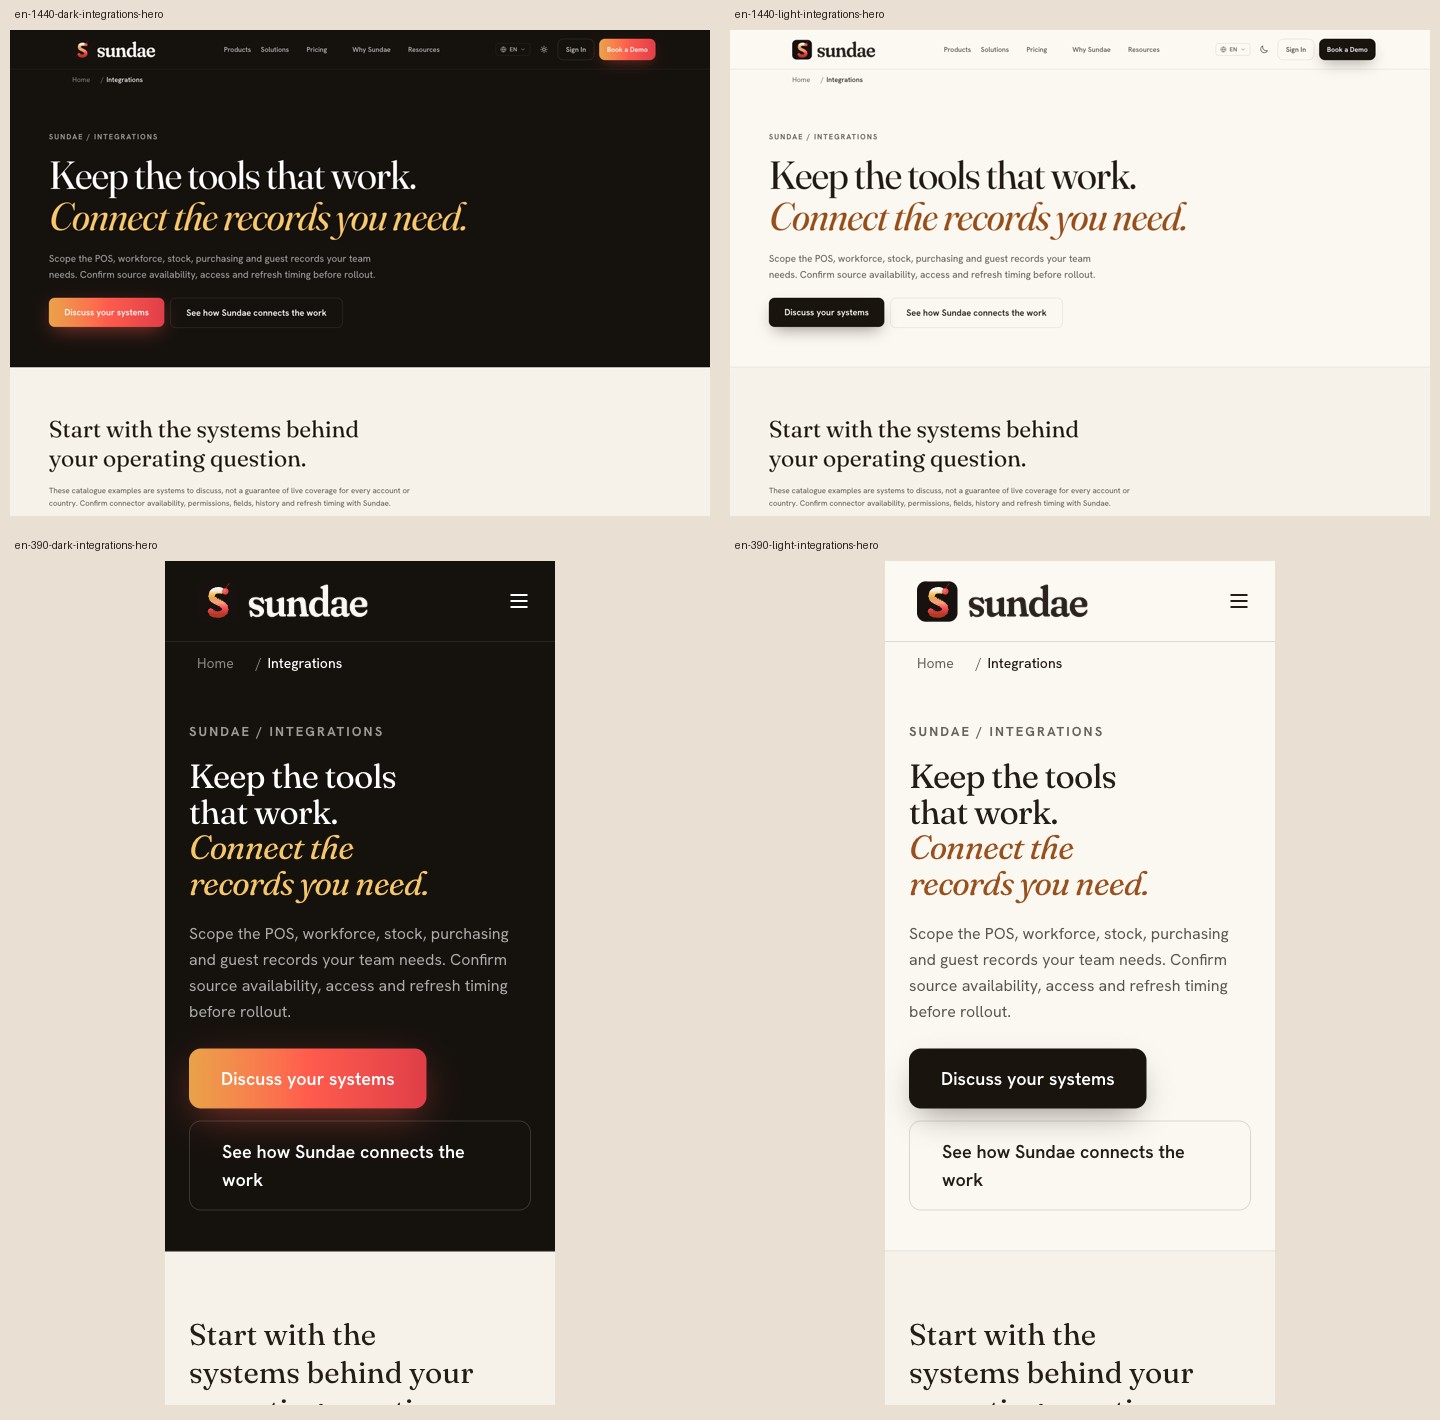 en-1440-dark-integrations-hero
sundae
Products Solutions Pricing Why Sundae Resources EN Sign In Book a Demo
Home / Integrations
SUNDAE / INTEGRATIONS
Keep the tools that work.
Connect the records you need.
Scope the POS, workforce, stock, purchasing and guest records your team
needs. Confirm source availability, access and refresh timing before rollout.
Discuss your systems See how Sundae connects the work
Start with the systems behind
your operating question.
These catalogue examples are systems to discuss, not a guarantee of live coverage for every account or
country. Confirm connector availability, permissions, fields, history and refresh timing with Sundae.
en-1440-light-integrations-hero
sundae
Products Solutions Pricing Why Sundae Resources EN Sign In Book a Demo
Home / Integrations
SUNDAE / INTEGRATIONS
Keep the tools that work.
Connect the records you need.
Scope the POS, workforce, stock, purchasing and guest records your team
needs. Confirm source availability, access and refresh timing before rollout.
Discuss your systems See how Sundae connects the work
Start with the systems behind
your operating question.
These catalogue examples are systems to discuss, not a guarantee of live coverage for every account or
country. Confirm connector availability, permissions, fields, history and refresh timing with Sundae.
en-390-dark-integrations-hero
sundae
Home / Integrations
SUNDAE / INTEGRATIONS
Keep the tools
that work.
Connect the
records you need.
Scope the POS, workforce, stock, purchasing
and guest records your team needs. Confirm
source availability, access and refresh timing
before rollout.
Discuss your systems
See how Sundae connects the
work
Start with the
systems behind your
en-390-light-integrations-hero
sundae
Home / Integrations
SUNDAE / INTEGRATIONS
Keep the tools
that work.
Connect the
records you need.
Scope the POS, workforce, stock, purchasing
and guest records your team needs. Confirm
source availability, access and refresh timing
before rollout.
Discuss your systems
See how Sundae connects the
work
Start with the
systems behind your